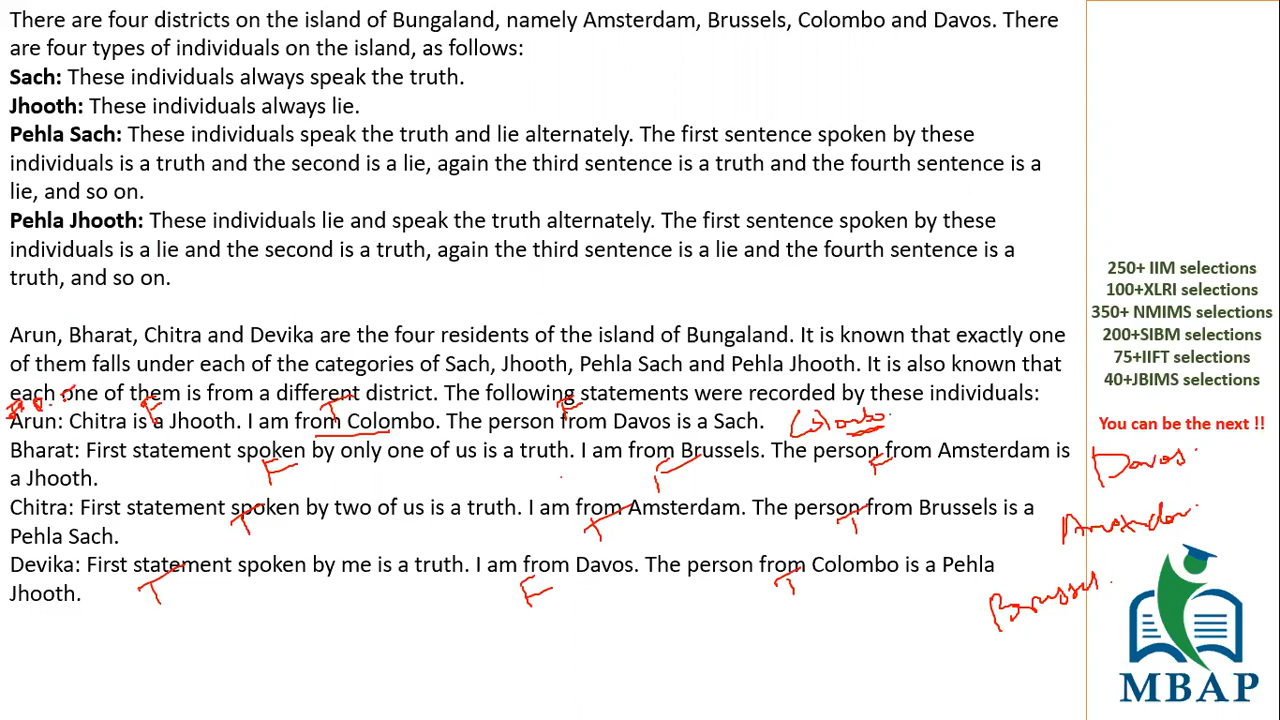 There are four districts on the island of Bungaland, namely Amsterdam, Brussels, Colombo and Davos. There
are four types of individuals on the island, as follows:
Sach: These individuals always speak the truth.
Jhooth: These individuals always lie.
Pehla Sach: These individuals speak the truth and lie alternately. The first sentence spoken by these
individuals is a truth and the second is a lie, again the third sentence is a truth and the fourth sentence is a
lie, and so on.
Pehla Jhooth: These individuals lie and speak the truth alternately. The first sentence spoken by these
individuals is a lie and the second is a truth, again the third sentence is a lie and the fourth sentence is a
truth, and so on.
Arun, Bharat, Chitra and Devika are the four residents of the island of Bungaland. It is known that exactly one
of them falls under each of the categories of Sach, Jhooth, Pehla Sach and Pehla Jhooth. It is also known that
each one of them is from a different district. The following statements were recorded by these individuals:
F T F
Arun: Chitra is a Jhooth. I am from Colombo. The person from Davos is a Sach. Colombo
Bharat: First statement spoken by only one of us is a truth. I am from Brussels. The person from Amsterdam is
a Jhooth.
F F F Davos
Chitra: First statement spoken by two of us is a truth. I am from Amsterdam. The person from Brussels is a
Pehla Sach.
T T T Amsterdam
Devika: First statement spoken by me is a truth. I am from Davos. The person from Colombo is a Pehla
Jhooth.
T F T Brussels
250+ IIM selections
100+XLRI selections
350+ NMIMS selections
200+SIBM selections
75+IIFT selections
40+JBIMS selections
You can be the next !!
MBAP